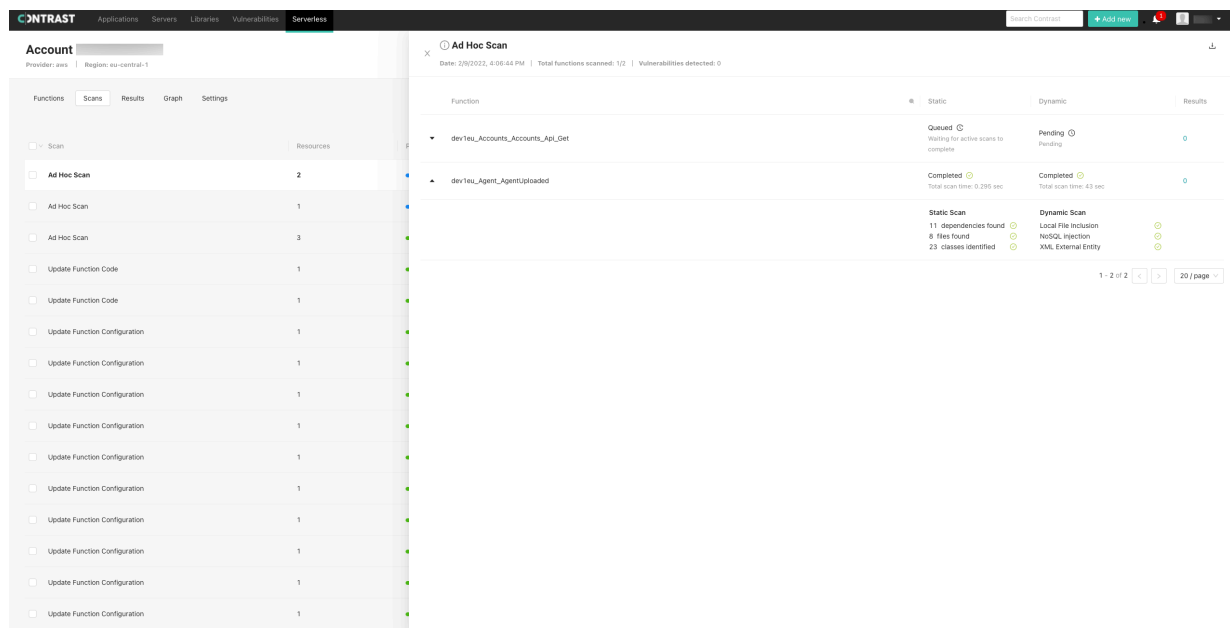 CONTRAST Applications Servers Libraries Vulnerabilities Serverless Search Contrast + Add new 1
Account
Provider: aws | Region: eu-central-1
Functions Scans Results Graph Settings
Scan Resources
Ad Hoc Scan 2
Ad Hoc Scan 1
Ad Hoc Scan 3
Update Function Code 1
Update Function Code 1
Update Function Configuration 1
Update Function Configuration 1
Update Function Configuration 1
Update Function Configuration 1
Update Function Configuration 1
Update Function Configuration 1
Update Function Configuration 1
Update Function Configuration 1
Update Function Configuration 1
Update Function Configuration 1
Ad Hoc Scan
Date: 2/9/2022, 4:06:44 PM | Total functions scanned: 1/2 | Vulnerabilities detected: 0
Function Static Dynamic Results
dev1eu_Accounts_Accounts_Api_Get Queued Pending 0
Waiting for active scans to Pending
complete
dev1eu_Agent_AgentUploaded Completed Completed 0
Total scan time: 0.295 sec Total scan time: 43 sec
Static Scan Dynamic Scan
11 dependencies found Local File Inclusion
8 files found NoSQL injection
23 classes identified XML External Entity
1 - 2 of 2 < > 20 / page